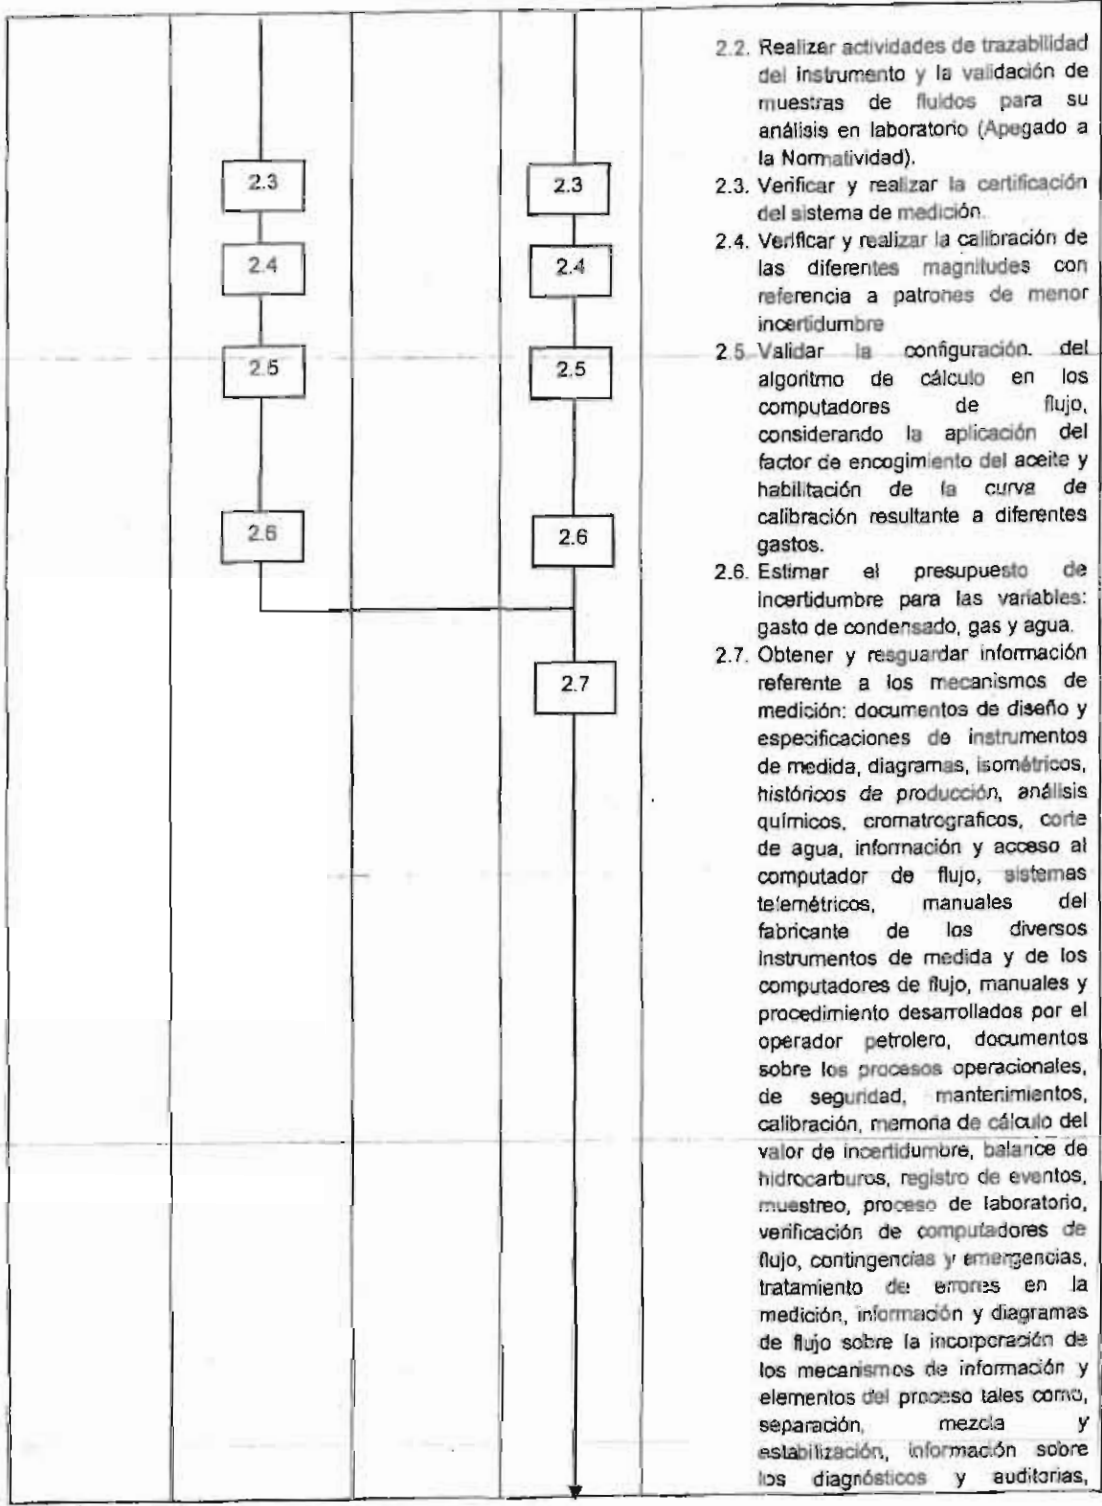 2.2. Realizar actividades de trazabilidad
del instrumento y la validación de
muestras de fluidos para su
análisis en laboratorio (Apegado a
la Normatividad).
2.3. Verificar y realizar la certificación
del sistema de medición.
2.4. Verificar y realizar la calibración de
las diferentes magnitudes con
referencia a patrones de menor
incertidumbre
2.5. Validar la configuración. del
algoritmo de cálculo en los
computadores de flujo,
considerando la aplicación del
factor de encogimiento del aceite y
habilitación de la curva de
calibración resultante a diferentes
gastos.
2.6. Estimar el presupuesto de
incertidumbre para las variables:
gasto de condensado, gas y agua.
2.7. Obtener y resguardar información
referente a los mecanismos de
medición: documentos de diseño y
especificaciones de instrumentos
de medida, diagramas, isométricos,
históricos de producción, análisis
químicos, cromatrograficos, corte
de agua, información y acceso al
computador de flujo, sistemas
telemétricos, manuales del
fabricante de los diversos
instrumentos de medida y de los
computadores de flujo, manuales y
procedimiento desarrollados por el
operador petrolero, documentos
sobre los procesos operacionales,
de seguridad, mantenimientos,
calibración, memoria de cálculo del
valor de incertidumbre, balance de
hidrocarburos, registro de eventos,
muestreo, proceso de laboratorio,
verificación de computadores de
flujo, contingencias y emergencias,
tratamiento de errores en la
medición, información y diagramas
de flujo sobre la incorporación de
los mecanismos de información y
elementos del proceso tales como,
separación, mezcla y
estabilización, información sobre
los diagnósticos y auditorias,
2.3 2.3
2.4 2.4
2.5 2.5
2.6 2.6
2.7